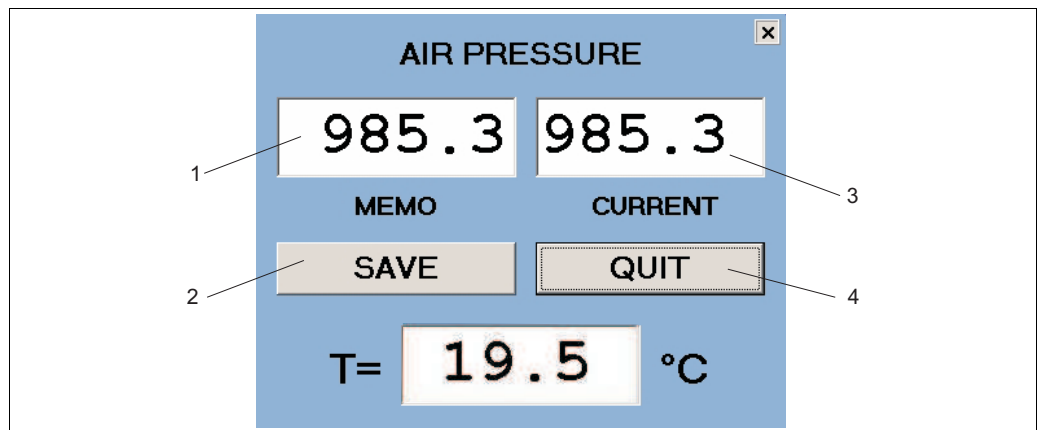 AIR PRESSURE
985.3 985.3
1
3
MEMO CURRENT
SAVE QUIT
2
4
T= 19.5 °C